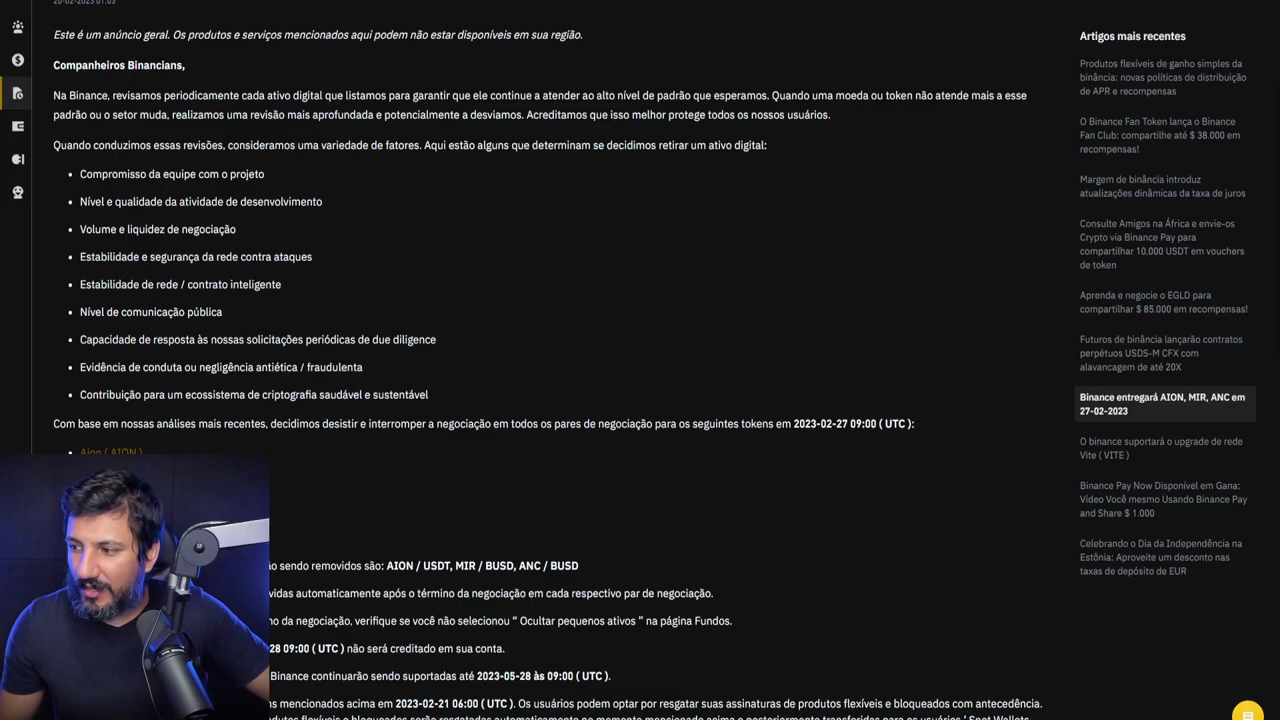 20-02-2023 01:03
Este é um anúncio geral. Os produtos e serviços mencionados aqui podem não estar disponíveis em sua região.
Companheiros Binancians,
Na Binance, revisamos periodicamente cada ativo digital que listamos para garantir que ele continue a atender ao alto nível de padrão que esperamos. Quando uma moeda ou token não atende mais a esse
padrão ou o setor muda, realizamos uma revisão mais aprofundada e potencialmente a desviamos. Acreditamos que isso melhor protege todos os nossos usuários.
Quando conduzimos essas revisões, consideramos uma variedade de fatores. Aqui estão alguns que determinam se decidimos retirar um ativo digital:
• Compromisso da equipe com o projeto
• Nível e qualidade da atividade de desenvolvimento
• Volume e liquidez de negociação
• Estabilidade e segurança da rede contra ataques
• Estabilidade de rede / contrato inteligente
• Nível de comunicação pública
• Capacidade de resposta às nossas solicitações periódicas de due diligence
• Evidência de conduta ou negligência antiética / fraudulenta
• Contribuição para um ecossistema de criptografia saudável e sustentável
Com base em nossas análises mais recentes, decidimos desistir e interromper a negociação em todos os pares de negociação para os seguintes tokens em 2023-02-27 09:00 ( UTC ):
• Aion ( AION )
sendo removidos são: AION / USDT, MIR / BUSD, ANC / BUSD
automaticamente após o término da negociação em cada respectivo par de negociação.
da negociação, verifique se você não selecionou “ Ocultar pequenos ativos ” na página Fundos.
28 09:00 ( UTC ) não será creditado em sua conta.
Binance continuarão sendo suportadas até 2023-05-28 às 09:00 ( UTC ).
mencionados acima em 2023-02-21 06:00 ( UTC ). Os usuários podem optar por resgatar suas assinaturas de produtos flexíveis e bloqueados com antecedência.
flexíveis e bloqueados serão resgatadas automaticamente no momento mencionado acima e posteriormente transferidas para os usuários ' Spot Wallets
Artigos mais recentes
Produtos flexíveis de ganho simples da
binância: novas políticas de distribuição
de APR e recompensas
O Binance Fan Token lança o Binance
Fan Club: compartilhe até $ 38.000 em
recompensas!
Margem de binância introduz
atualizações dinâmicas da taxa de juros
Consulte Amigos na África e envie-os
Crypto via Binance Pay para
compartilhar 10.000 USDT em vouchers
de token
Aprenda e negocie o EGLD para
compartilhar $ 85.000 em recompensas!
Futuros de binância lançarão contratos
perpétuos USDS-M CFX com
alavancagem de até 20X
Binance entregará AION, MIR, ANC em
27-02-2023
O binance suportará o upgrade de rede
Vite ( VITE )
Binance Pay Now Disponível em Gana:
Vídeo Você mesmo Usando Binance Pay
and Share $ 1.000
Celebrando o Dia da Independência na
Estônia: Aproveite um desconto nas
taxas de depósito de EUR